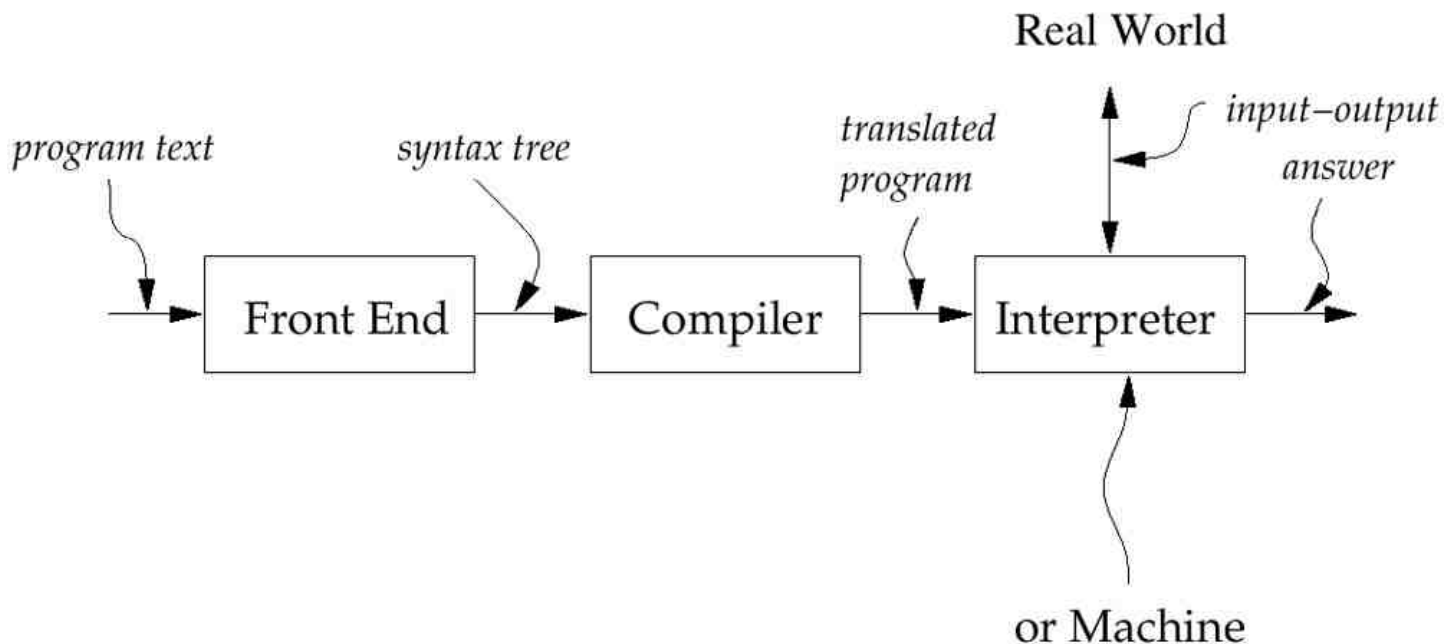 Real World
program text
syntax tree
translated
program
input–output
answer
Front End
Compiler
Interpreter
or Machine